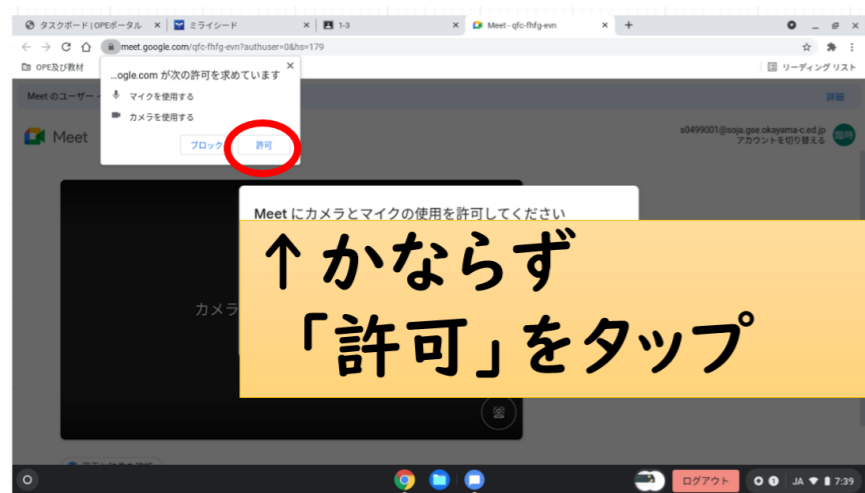 タスクボード | OPEポータル
ミライシード
1-3
Meet - qfc-fhfg-evn
meet.google.com/qfc-fhfg-evn?authuser=0&hs=179
OPE及び教材
リーディング リスト
...ogle.com が次の許可を求めています
マイクを使用する
カメラを使用する
ブロック
許可
Meet のユーザー
詳細
Meet
s0499001@soja.gse.okayama-c.ed.jp
アカウントを切り替える
臨時
Meet にカメラとマイクの使用を許可してください
カメラ
↑かならず
「許可」をタップ
ログアウト
JA
7:39